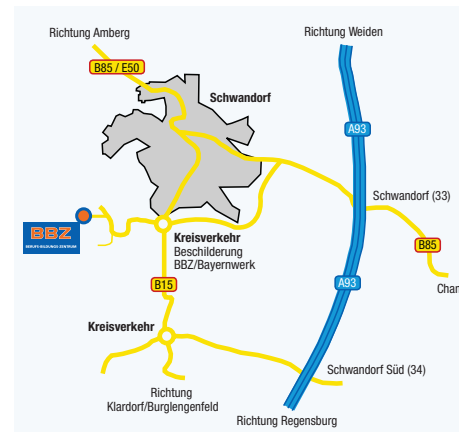 Richtung Amberg
Richtung Weiden
B85 / E50
Schwandorf
A93
Schwandorf (33)
BBZ
BERUFS BILDUNGS ZENTRUM
Kreisverkehr
Beschilderung
BBZ/Bayernwerk
B85
B15
A93
Cham
Kreisverkehr
Schwandorf Süd (34)
Richtung
Klardorf/Burglengenfeld
Richtung Regensburg